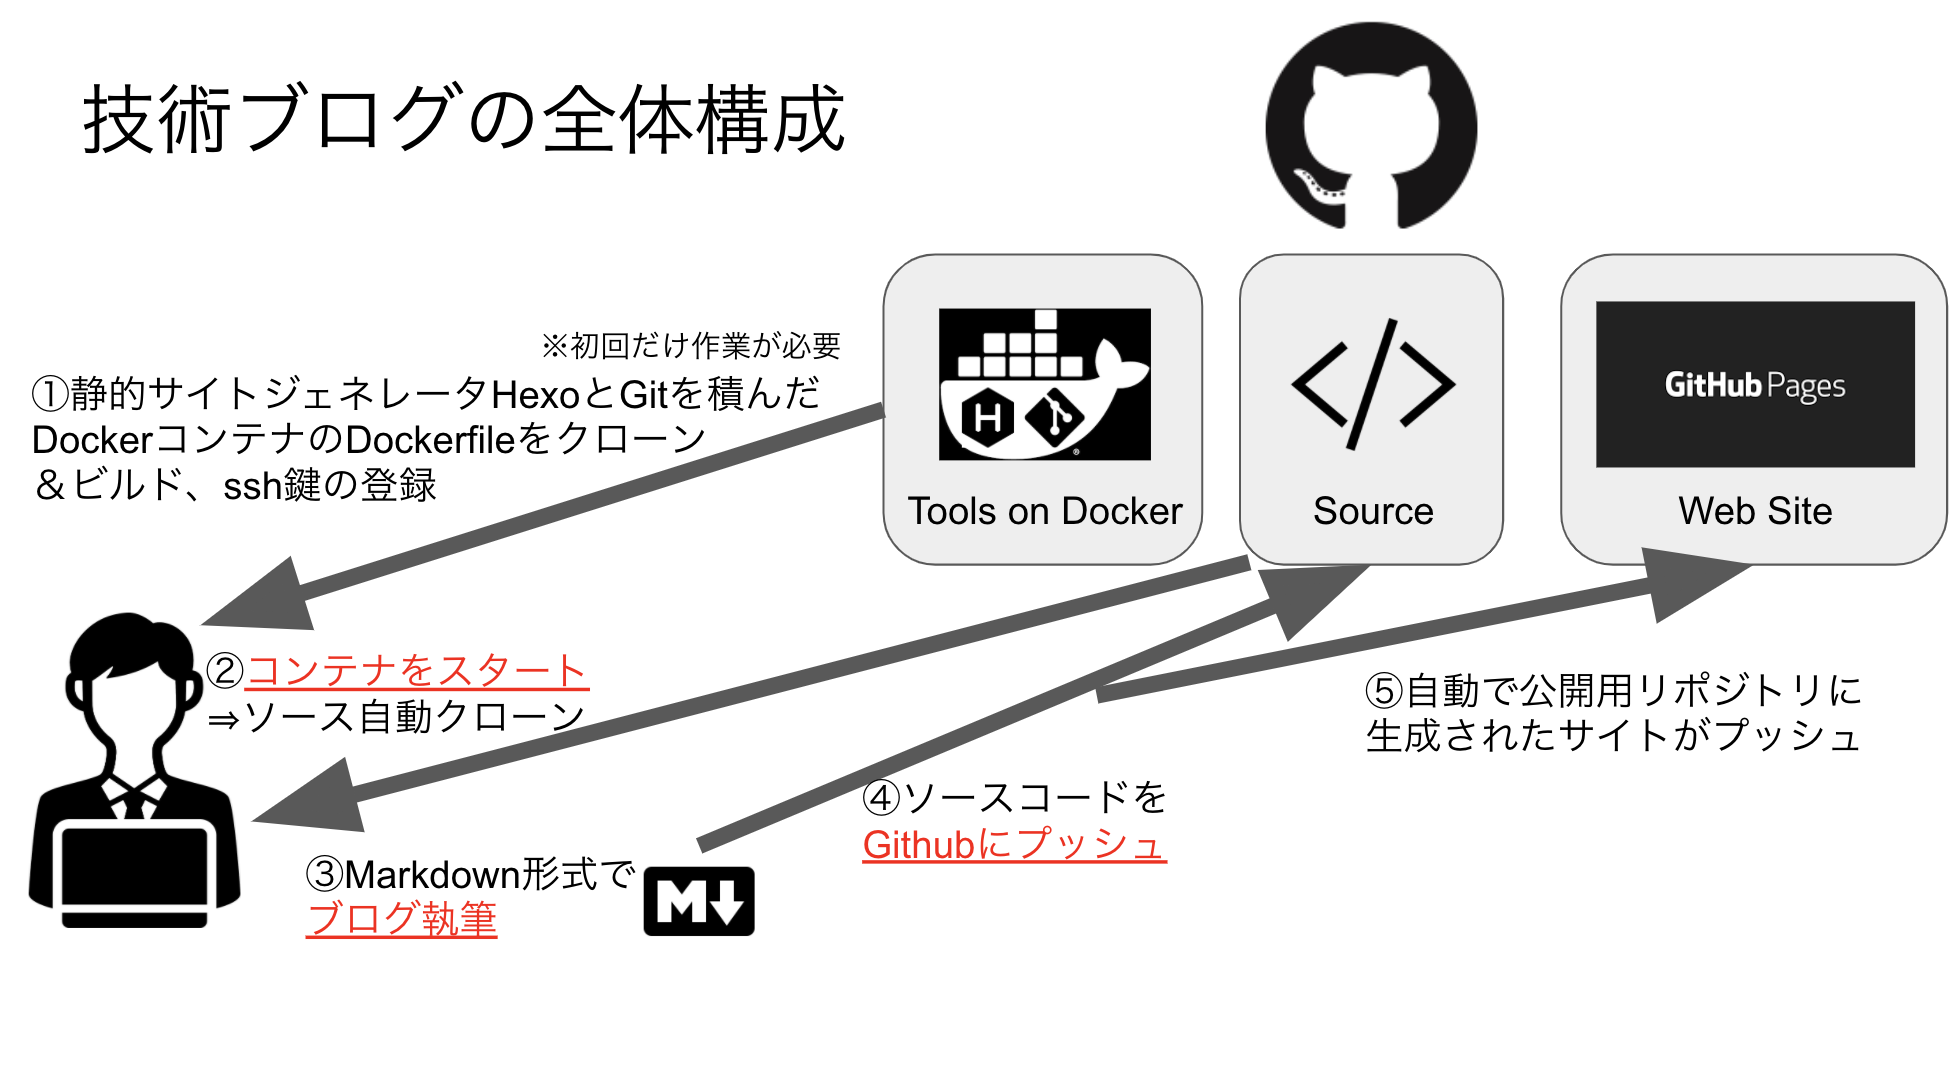 技術ブログの全体構成
※初回だけ作業が必要
①静的サイトジェネレータHexoとGitを積んだ
DockerコンテナのDockerfileをクローン
＆ビルド、ssh鍵の登録
H
®
Tools on Docker
</>
Source
GitHub Pages
Web Site
②コンテナをスタート
⇒ソース自動クローン
③Markdown形式で
ブログ執筆
M
④ソースコードを
Githubにプッシュ
⑤自動で公開用リポジトリに
生成されたサイトがプッシュ